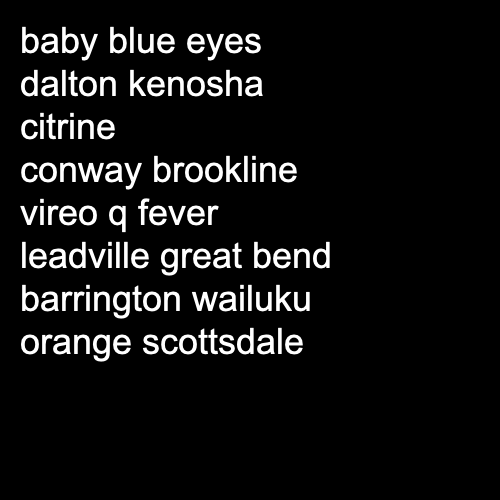 baby blue eyes
dalton kenosha
citrine
conway brookline
vireo q fever
leadville great bend
barrington wailuku
orange scottsdale